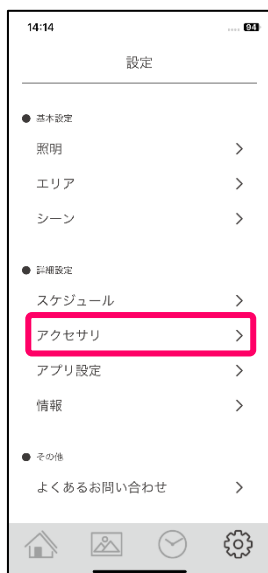 14:14
94
設定
基本設定
照明
エリア
シーン
詳細設定
スケジュール
アクセサリ
アプリ設定
情報
その他
よくあるお問い合わせ